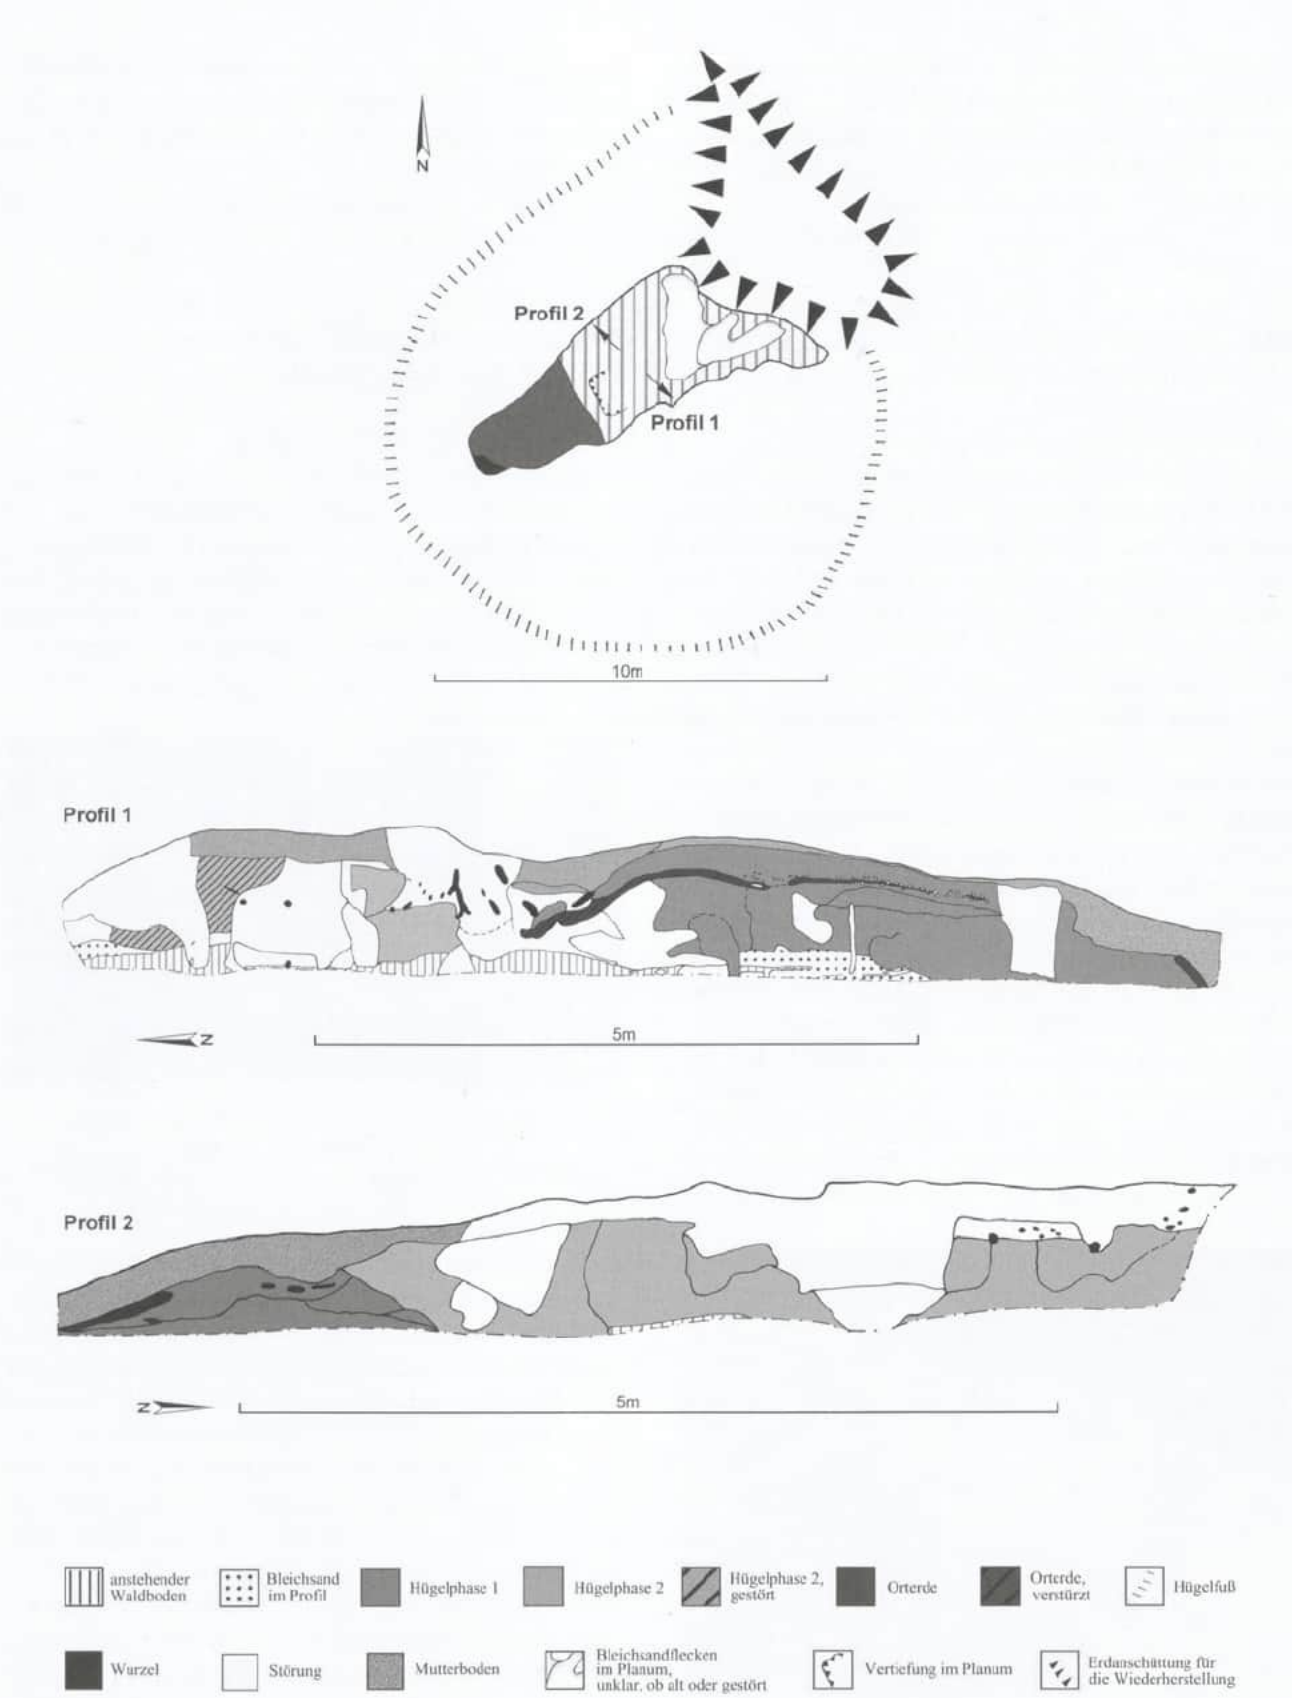 N
Profil 2
Profil 1
10m
Profil 1
N
5m
Profil 2
N
5m
anstehender
Waldboden
Bleichsand
im Profil
Hügelphase 1
Hügelphase 2
Hügelphase 2,
gestört
Orterde
Orterde,
verstürzt
Hügelfuß
Wurzel
Störung
Mutterboden
Bleichsandflecken
im Planum,
unklar, ob alt oder gestört
Vertiefung im Planum
Erdanschüttung für
die Wiederherstellung